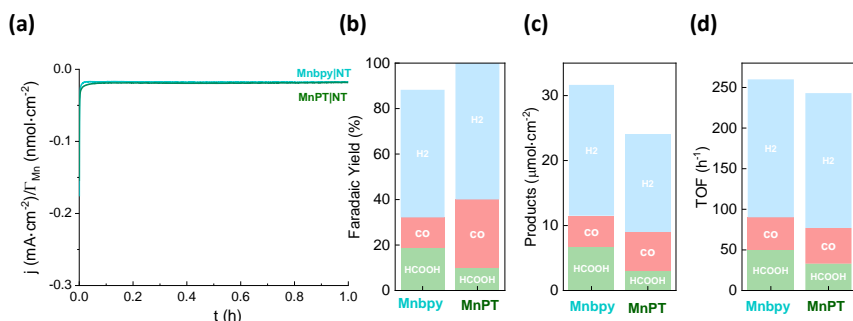 (a)
j (mA·cm⁻²)/Γ_Mn (nmol·cm⁻²)
0.0
-0.1
-0.2
-0.3
0.0 0.2 0.4 0.6 0.8 1.0
t (h)
Mnbpy|NT
MnPT|NT
(b)
Faradaic Yield (%)
100
80
60
40
20
0
H2
CO
HCOOH
H2
CO
HCOOH
Mnbpy MnPT
(c)
Products (μmol·cm⁻²)
30
20
10
0
H2
CO
HCOOH
H2
CO
HCOOH
Mnbpy MnPT
(d)
TOF (h⁻¹)
250
200
150
100
50
0
H2
CO
HCOOH
H2
CO
HCOOH
Mnbpy MnPT